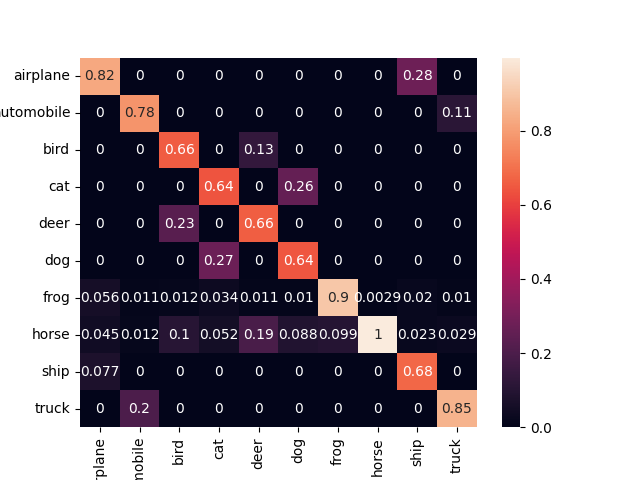 airplane 0.82 0 0 0 0 0 0 0 0.28 0
utomobile 0 0.78 0 0 0 0 0 0 0 0.11
bird 0 0 0.66 0 0.13 0 0 0 0 0
cat 0 0 0 0.64 0 0.26 0 0 0 0
deer 0 0 0.23 0 0.66 0 0 0 0 0
dog 0 0 0 0.27 0 0.64 0 0 0 0
frog 0.056 0.011 0.012 0.034 0.011 0.01 0.9 0.0029 0.02 0.01
horse 0.045 0.012 0.1 0.052 0.19 0.088 0.099 1 0.023 0.029
ship 0.077 0 0 0 0 0 0 0 0.68 0
truck 0 0.2 0 0 0 0 0 0 0 0.85
rplane mobile bird cat deer dog frog horse ship truck
0.8
0.6
0.4
0.2
0.0